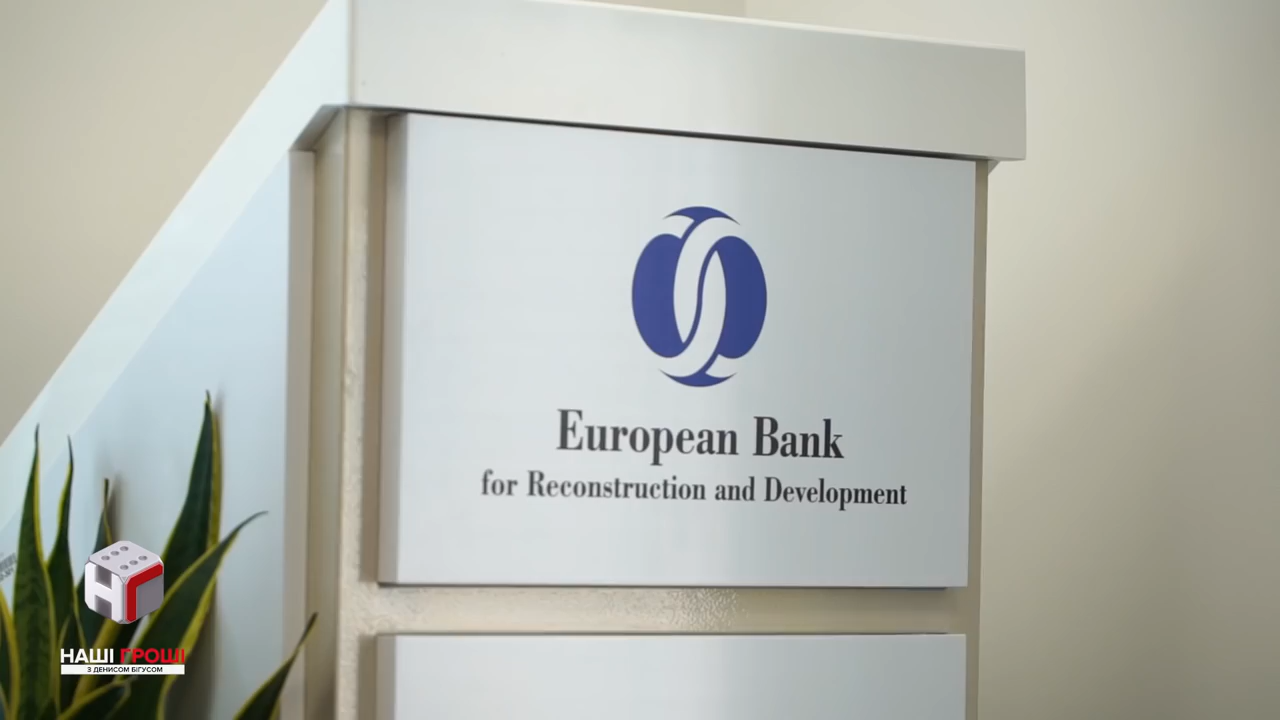 European Bank
for Reconstruction and Development
НАШІ ГРОШІ
З ДЕНИСОМ БІГУСОМ